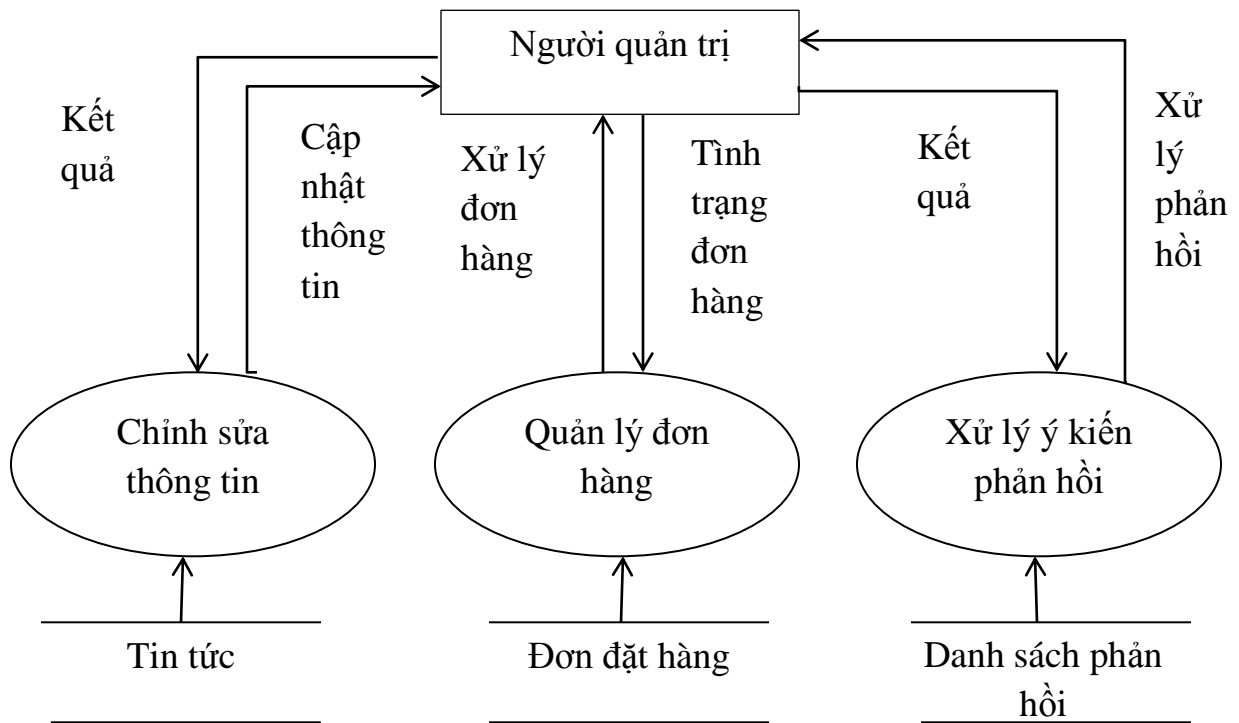 Người quản trị
Kết
quả
Cập
nhật
thông
tin
Xử lý
đơn
hàng
Tình
trạng
đơn
hàng
Kết
quả
Xử
lý
phản
hồi
Chỉnh sửa
thông tin
Quản lý đơn
hàng
Xử lý ý kiến
phản hồi
Tin tức
Đơn đặt hàng
Danh sách phản
hồi